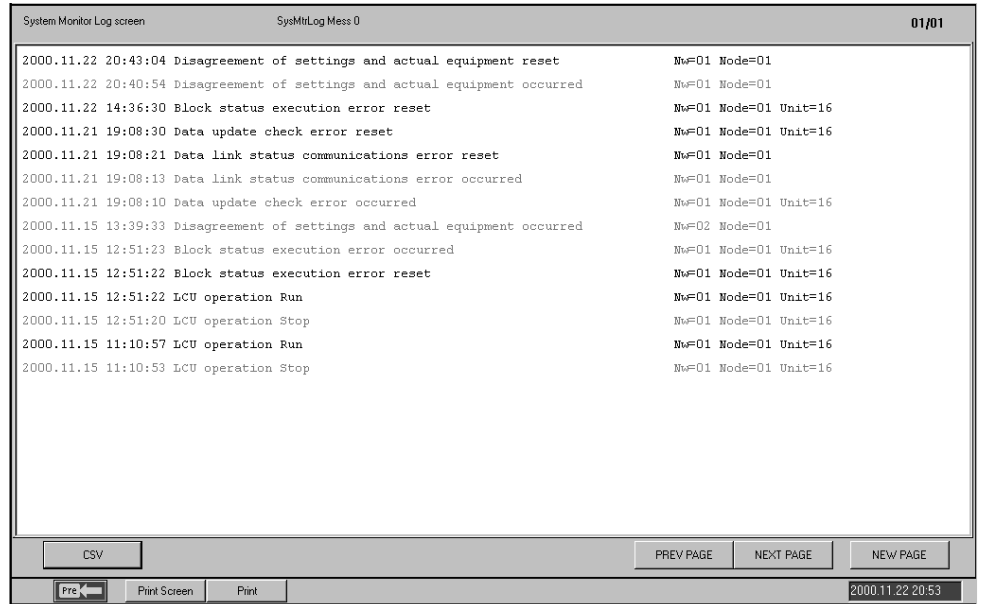 System Monitor Log screen SysMtrLog Mess 0 01/01
2000.11.22 20:43:04 Disagreement of settings and actual equipment reset Nw=01 Node=01
2000.11.22 20:40:54 Disagreement of settings and actual equipment occurred Nw=01 Node=01
2000.11.22 14:36:30 Block status execution error reset Nw=01 Node=01 Unit=16
2000.11.21 19:08:30 Data update check error reset Nw=01 Node=01 Unit=16
2000.11.21 19:08:21 Data link status communications error reset Nw=01 Node=01
2000.11.21 19:08:13 Data link status communications error occurred Nw=01 Node=01
2000.11.21 19:08:10 Data update check error occurred Nw=01 Node=01 Unit=16
2000.11.15 13:39:33 Disagreement of settings and actual equipment occurred Nw=02 Node=01
2000.11.15 12:51:23 Block status execution error occurred Nw=01 Node=01 Unit=16
2000.11.15 12:51:22 Block status execution error reset Nw=01 Node=01 Unit=16
2000.11.15 12:51:22 LCU operation Run Nw=01 Node=01 Unit=16
2000.11.15 12:51:20 LCU operation Stop Nw=01 Node=01 Unit=16
2000.11.15 11:10:57 LCU operation Run Nw=01 Node=01 Unit=16
2000.11.15 11:10:53 LCU operation Stop Nw=01 Node=01 Unit=16
CSV PREV PAGE NEXT PAGE NEW PAGE
Pre Print Screen Print 2000.11.22 20:53